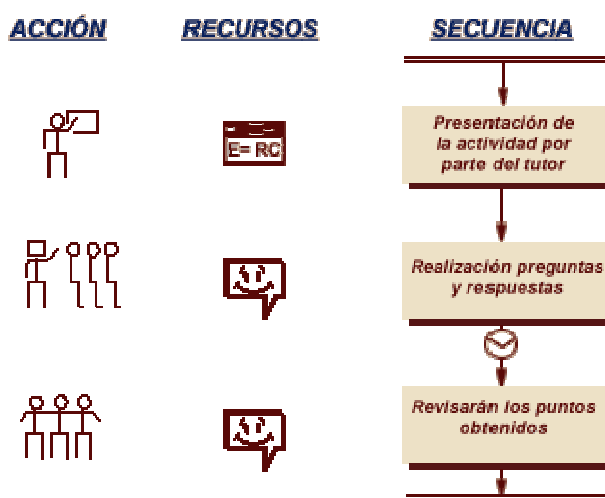 ACCIÓN
RECURSOS
SECUENCIA
E= RC
Presentación de
la actividad por
parte del tutor
Realización preguntas
y respuestas
Revisarán los puntos
obtenidos